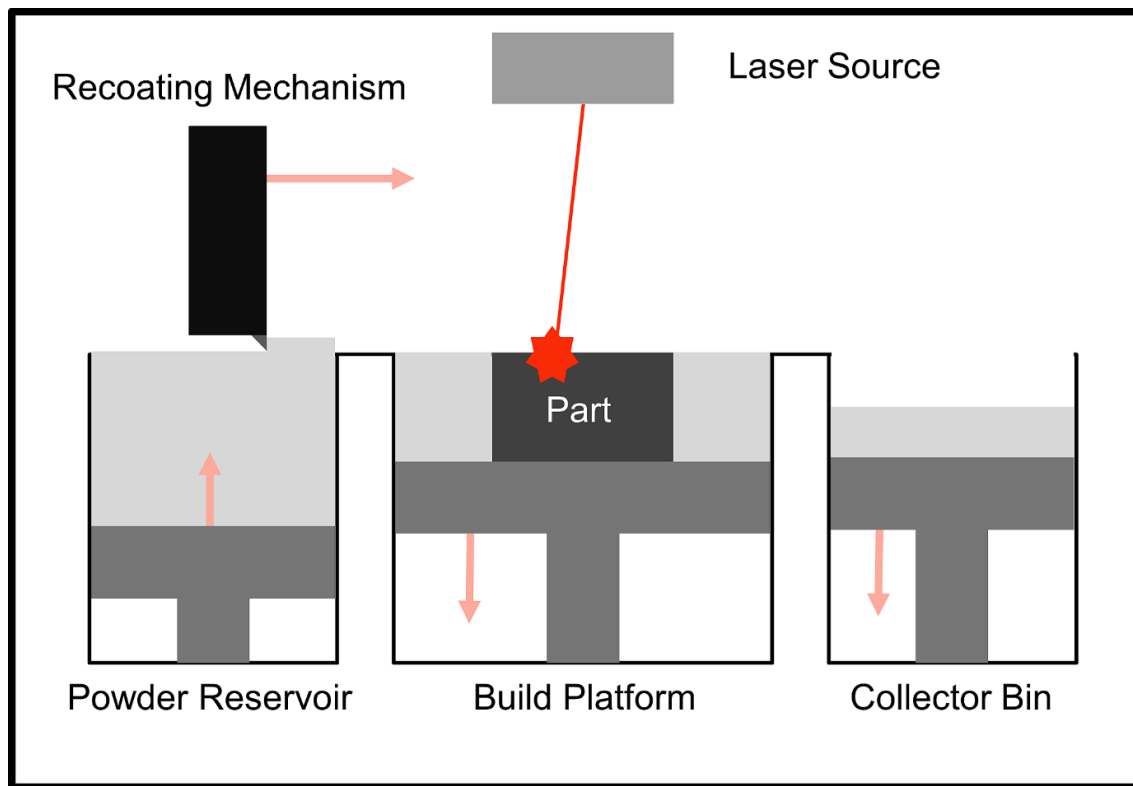 Recoating Mechanism
Laser Source
Part
Powder Reservoir
Build Platform
Collector Bin